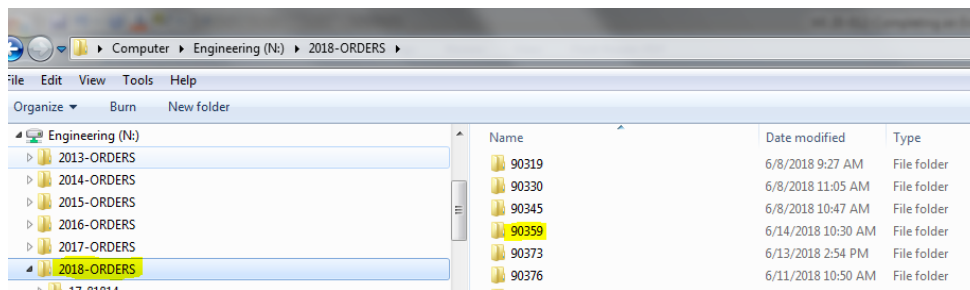 Computer Engineering (N:) 2018-ORDERS
File Edit View Tools Help
Organize Burn New folder
Engineering (N:)
2013-ORDERS
2014-ORDERS
2015-ORDERS
2016-ORDERS
2017-ORDERS
2018-ORDERS
17-81814
Name Date modified Type
90319 6/8/2018 9:27 AM File folder
90330 6/8/2018 11:05 AM File folder
90345 6/8/2018 10:47 AM File folder
90359 6/14/2018 10:30 AM File folder
90373 6/13/2018 2:54 PM File folder
90376 6/11/2018 10:50 AM File folder